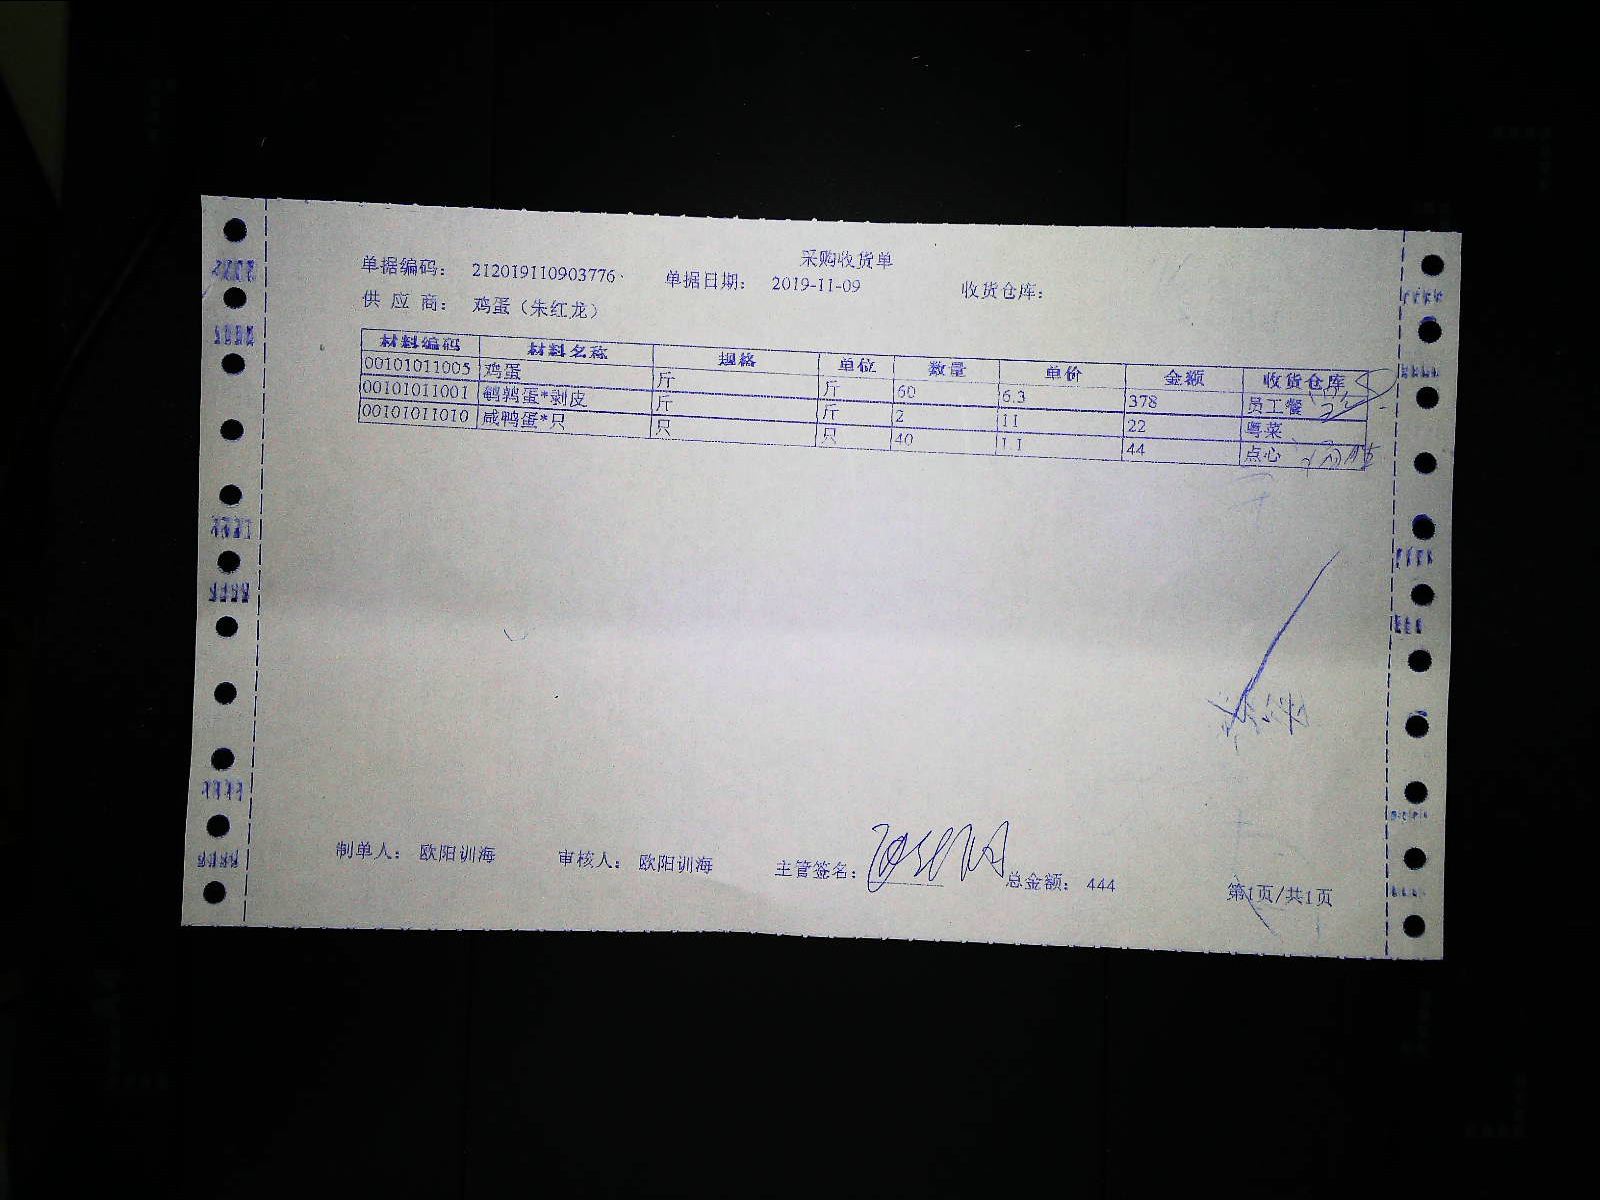 采购收货单
单据编码： 212019110903776 单据日期： 2019-11-09 收货仓库：
供 应 商： 鸡蛋（朱红龙）
材料编码 材料名称 规格 单位 数量 单价 金额 收货仓库
00101011005 鸡蛋 斤 斤 60 6.3 378 员工餐
00101011001 鹌鹑蛋*剥皮 斤 斤 2 11 22 粤菜
00101011010 咸鸭蛋*只 只 只 40 1.1 44 点心
制单人： 欧阳训海 审核人： 欧阳训海 主管签名： 总金额： 444 第1页/共1页